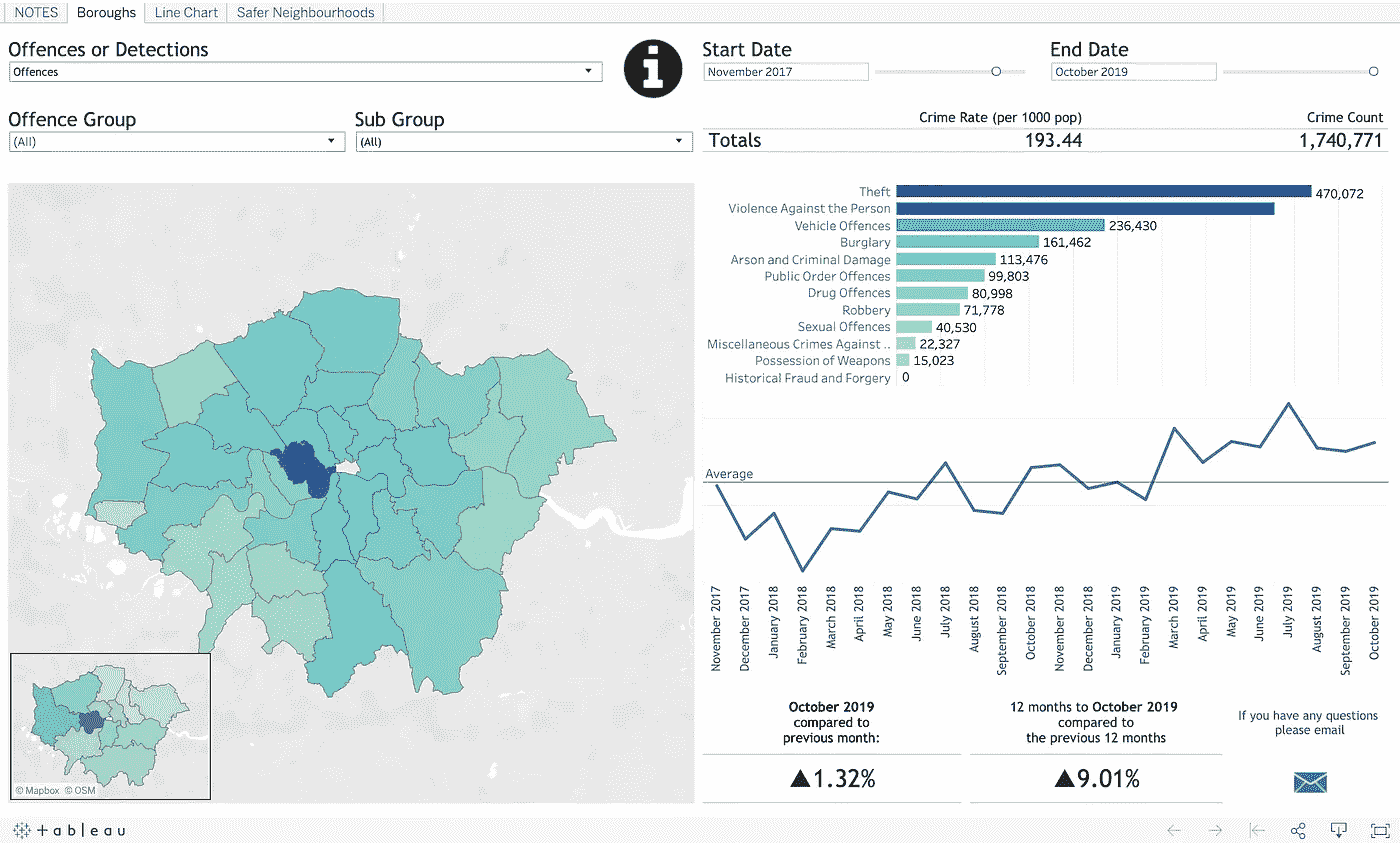 NOTES
Boroughs
Line Chart
Safer Neighbourhoods
Offences or Detections
Offences
i
Start Date
November 2017
End Date
October 2019
Offence Group
(All)
Sub Group
(All)
Crime Rate (per 1000 pop)
Crime Count
Totals
193.44
1,740,771
Theft
470,072
Violence Against the Person
Vehicle Offences
236,430
Burglary
161,462
Arson and Criminal Damage
113,476
Public Order Offences
99,803
Drug Offences
80,998
Robbery
71,778
Sexual Offences
40,530
Miscellaneous Crimes Against ..
22,327
Possession of Weapons
15,023
Historical Fraud and Forgery
0
Average
November 2017
December 2017
January 2018
February 2018
March 2018
April 2018
May 2018
June 2018
July 2018
August 2018
September 2018
October 2018
November 2018
December 2018
January 2019
February 2019
March 2019
April 2019
May 2019
June 2019
July 2019
August 2019
September 2019
October 2019
October 2019
compared to
previous month:
▲1.32%
12 months to October 2019
compared to
the previous 12 months
▲9.01%
If you have any questions
please email
© Mapbox © OSM
+ableau